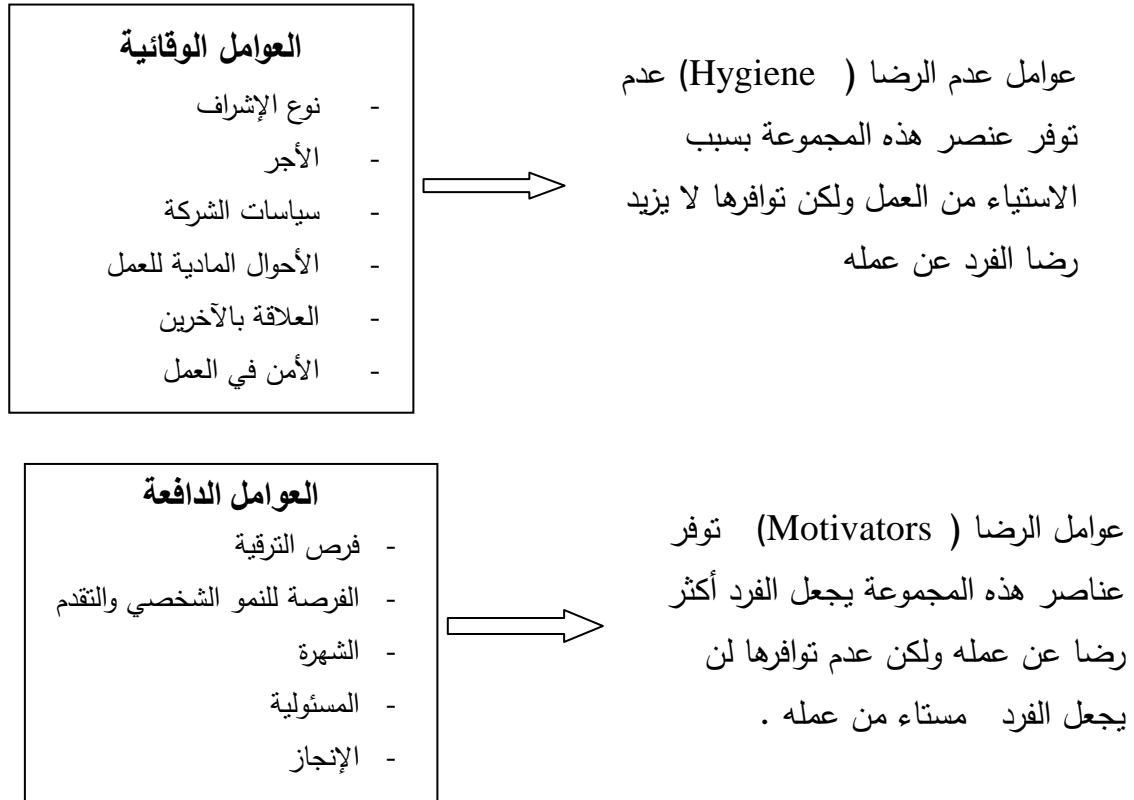 العوامل الوقائية
- نوع الإشراف
- الأجر
- سياسات الشركة
- الأحوال المادية للعمل
- العلاقة بالآخرين
- الأمن في العمل
عوامل عدم الرضا ( Hygiene) عدم
توفر عنصر هذه المجموعة بسبب
الاستياء من العمل ولكن توافرها لا يزيد
رضا الفرد عن عمله
العوامل الدافعة
- فرص الترقية
- الفرصة للنمو الشخصي والتقدم
- الشهرة
- المسئولية
- الإنجاز
عوامل الرضا ( Motivators) توفر
عناصر هذه المجموعة يجعل الفرد أكثر
رضا عن عمله ولكن عدم توافرها لن
يجعل الفرد مستاء من عمله .